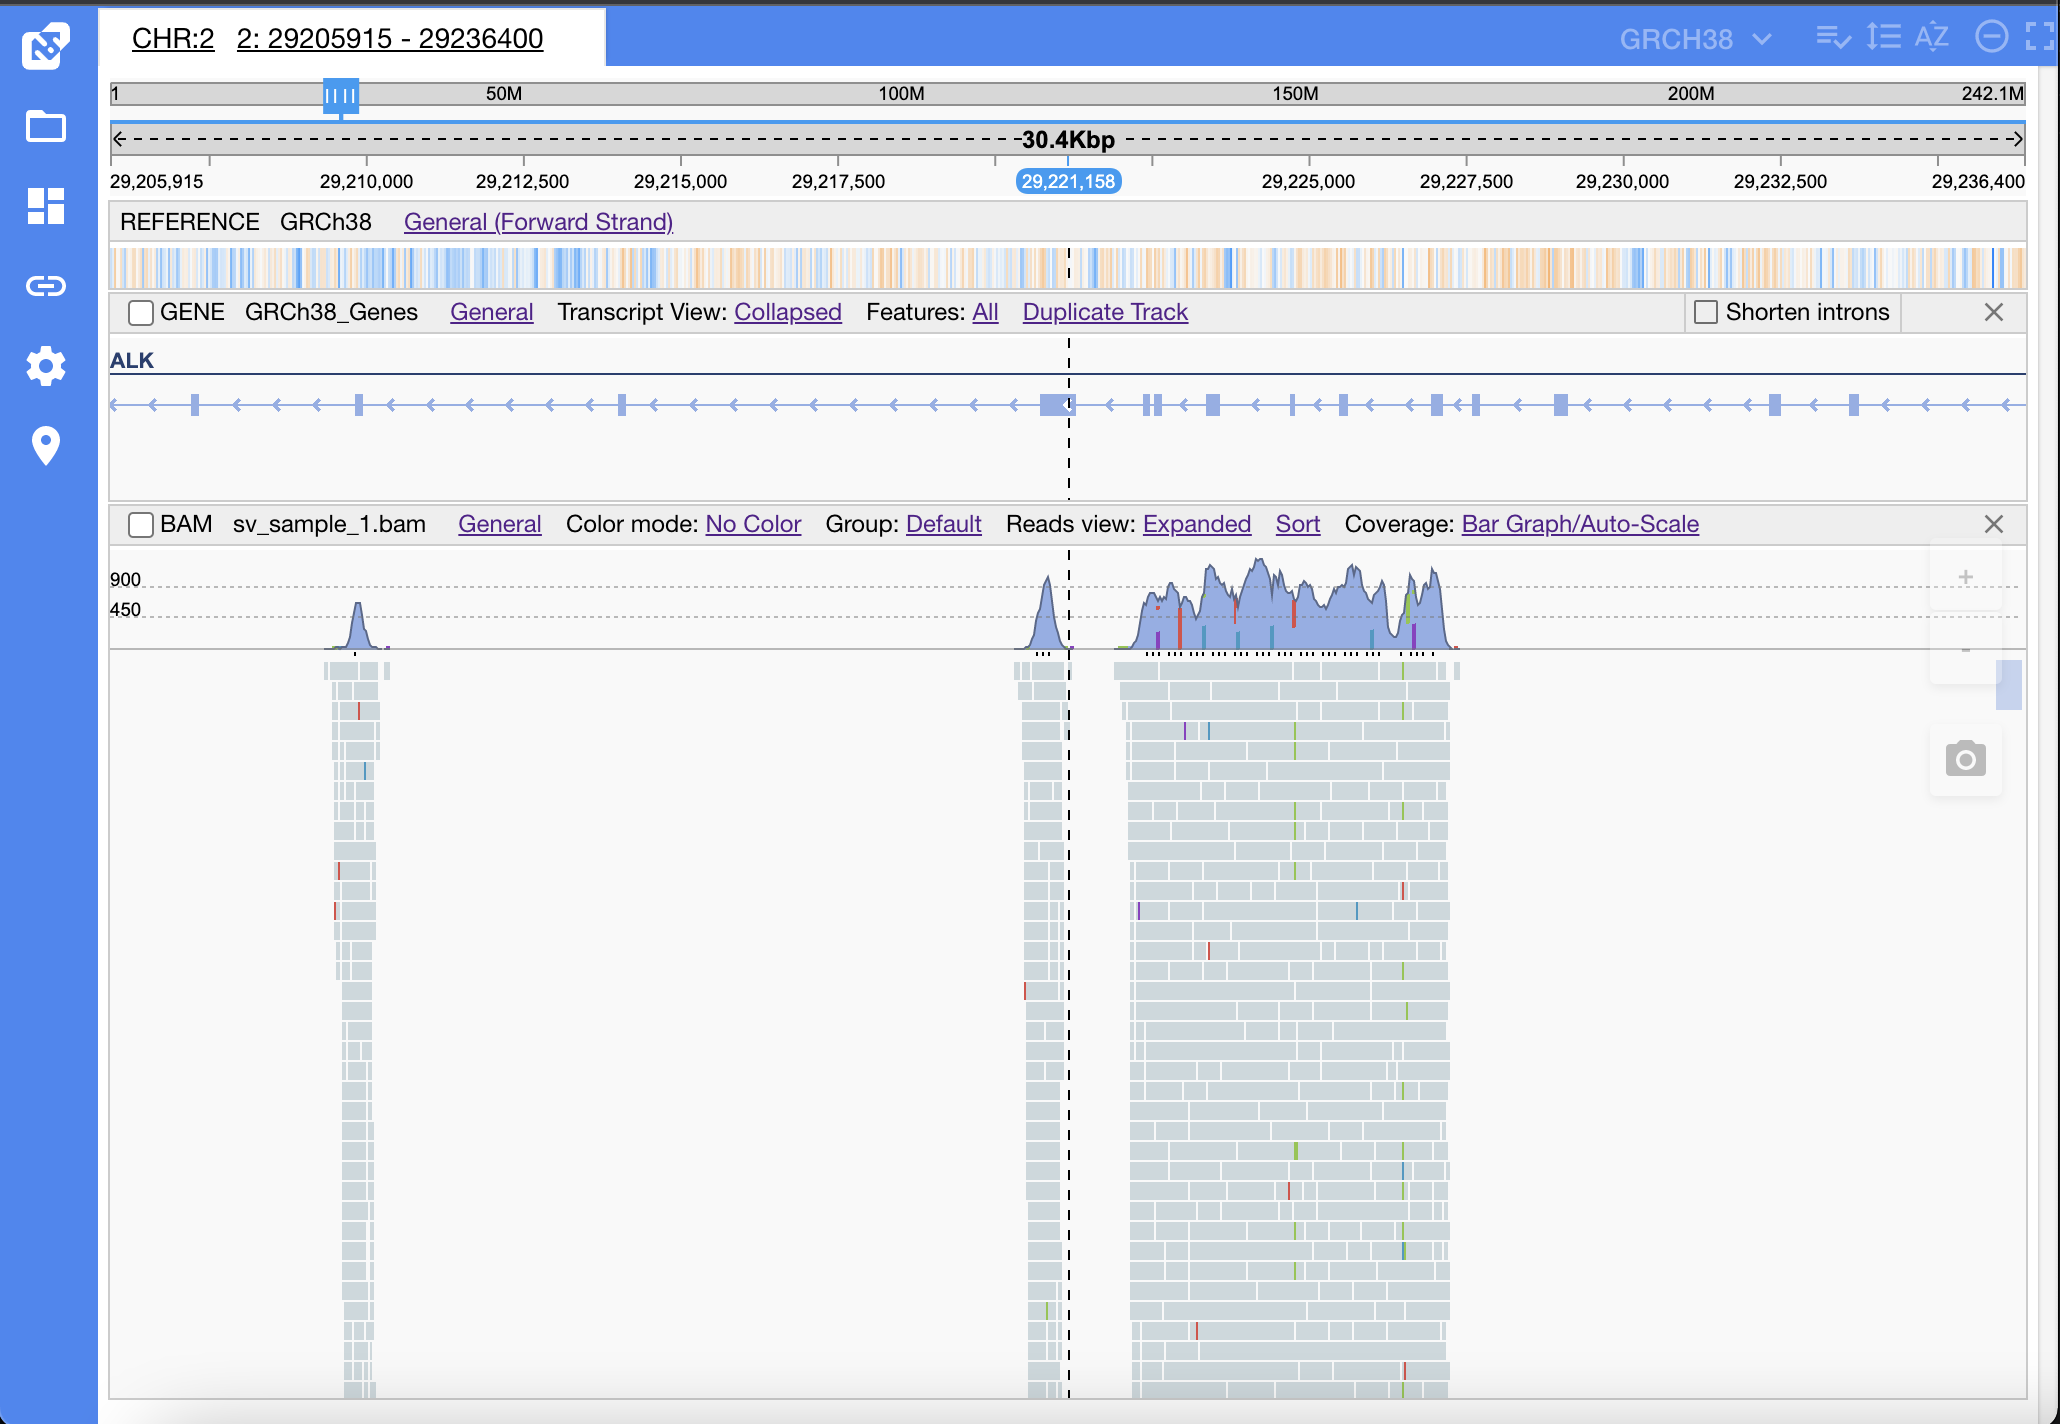 CHR:2 2: 29205915 - 29236400 GRCH38 AZ
1 50M 100M 150M 200M 242.1M
30.4Kbp
29,205,915 29,210,000 29,212,500 29,215,000 29,217,500 29,221,158 29,225,000 29,227,500 29,230,000 29,232,500 29,236,400
REFERENCE GRCh38 General (Forward Strand)
GENE GRCh38_Genes General Transcript View: Collapsed Features: All Duplicate Track Shorten introns
ALK
BAM sv_sample_1.bam General Color mode: No Color Group: Default Reads view: Expanded Sort Coverage: Bar Graph/Auto-Scale
900
450
+
-